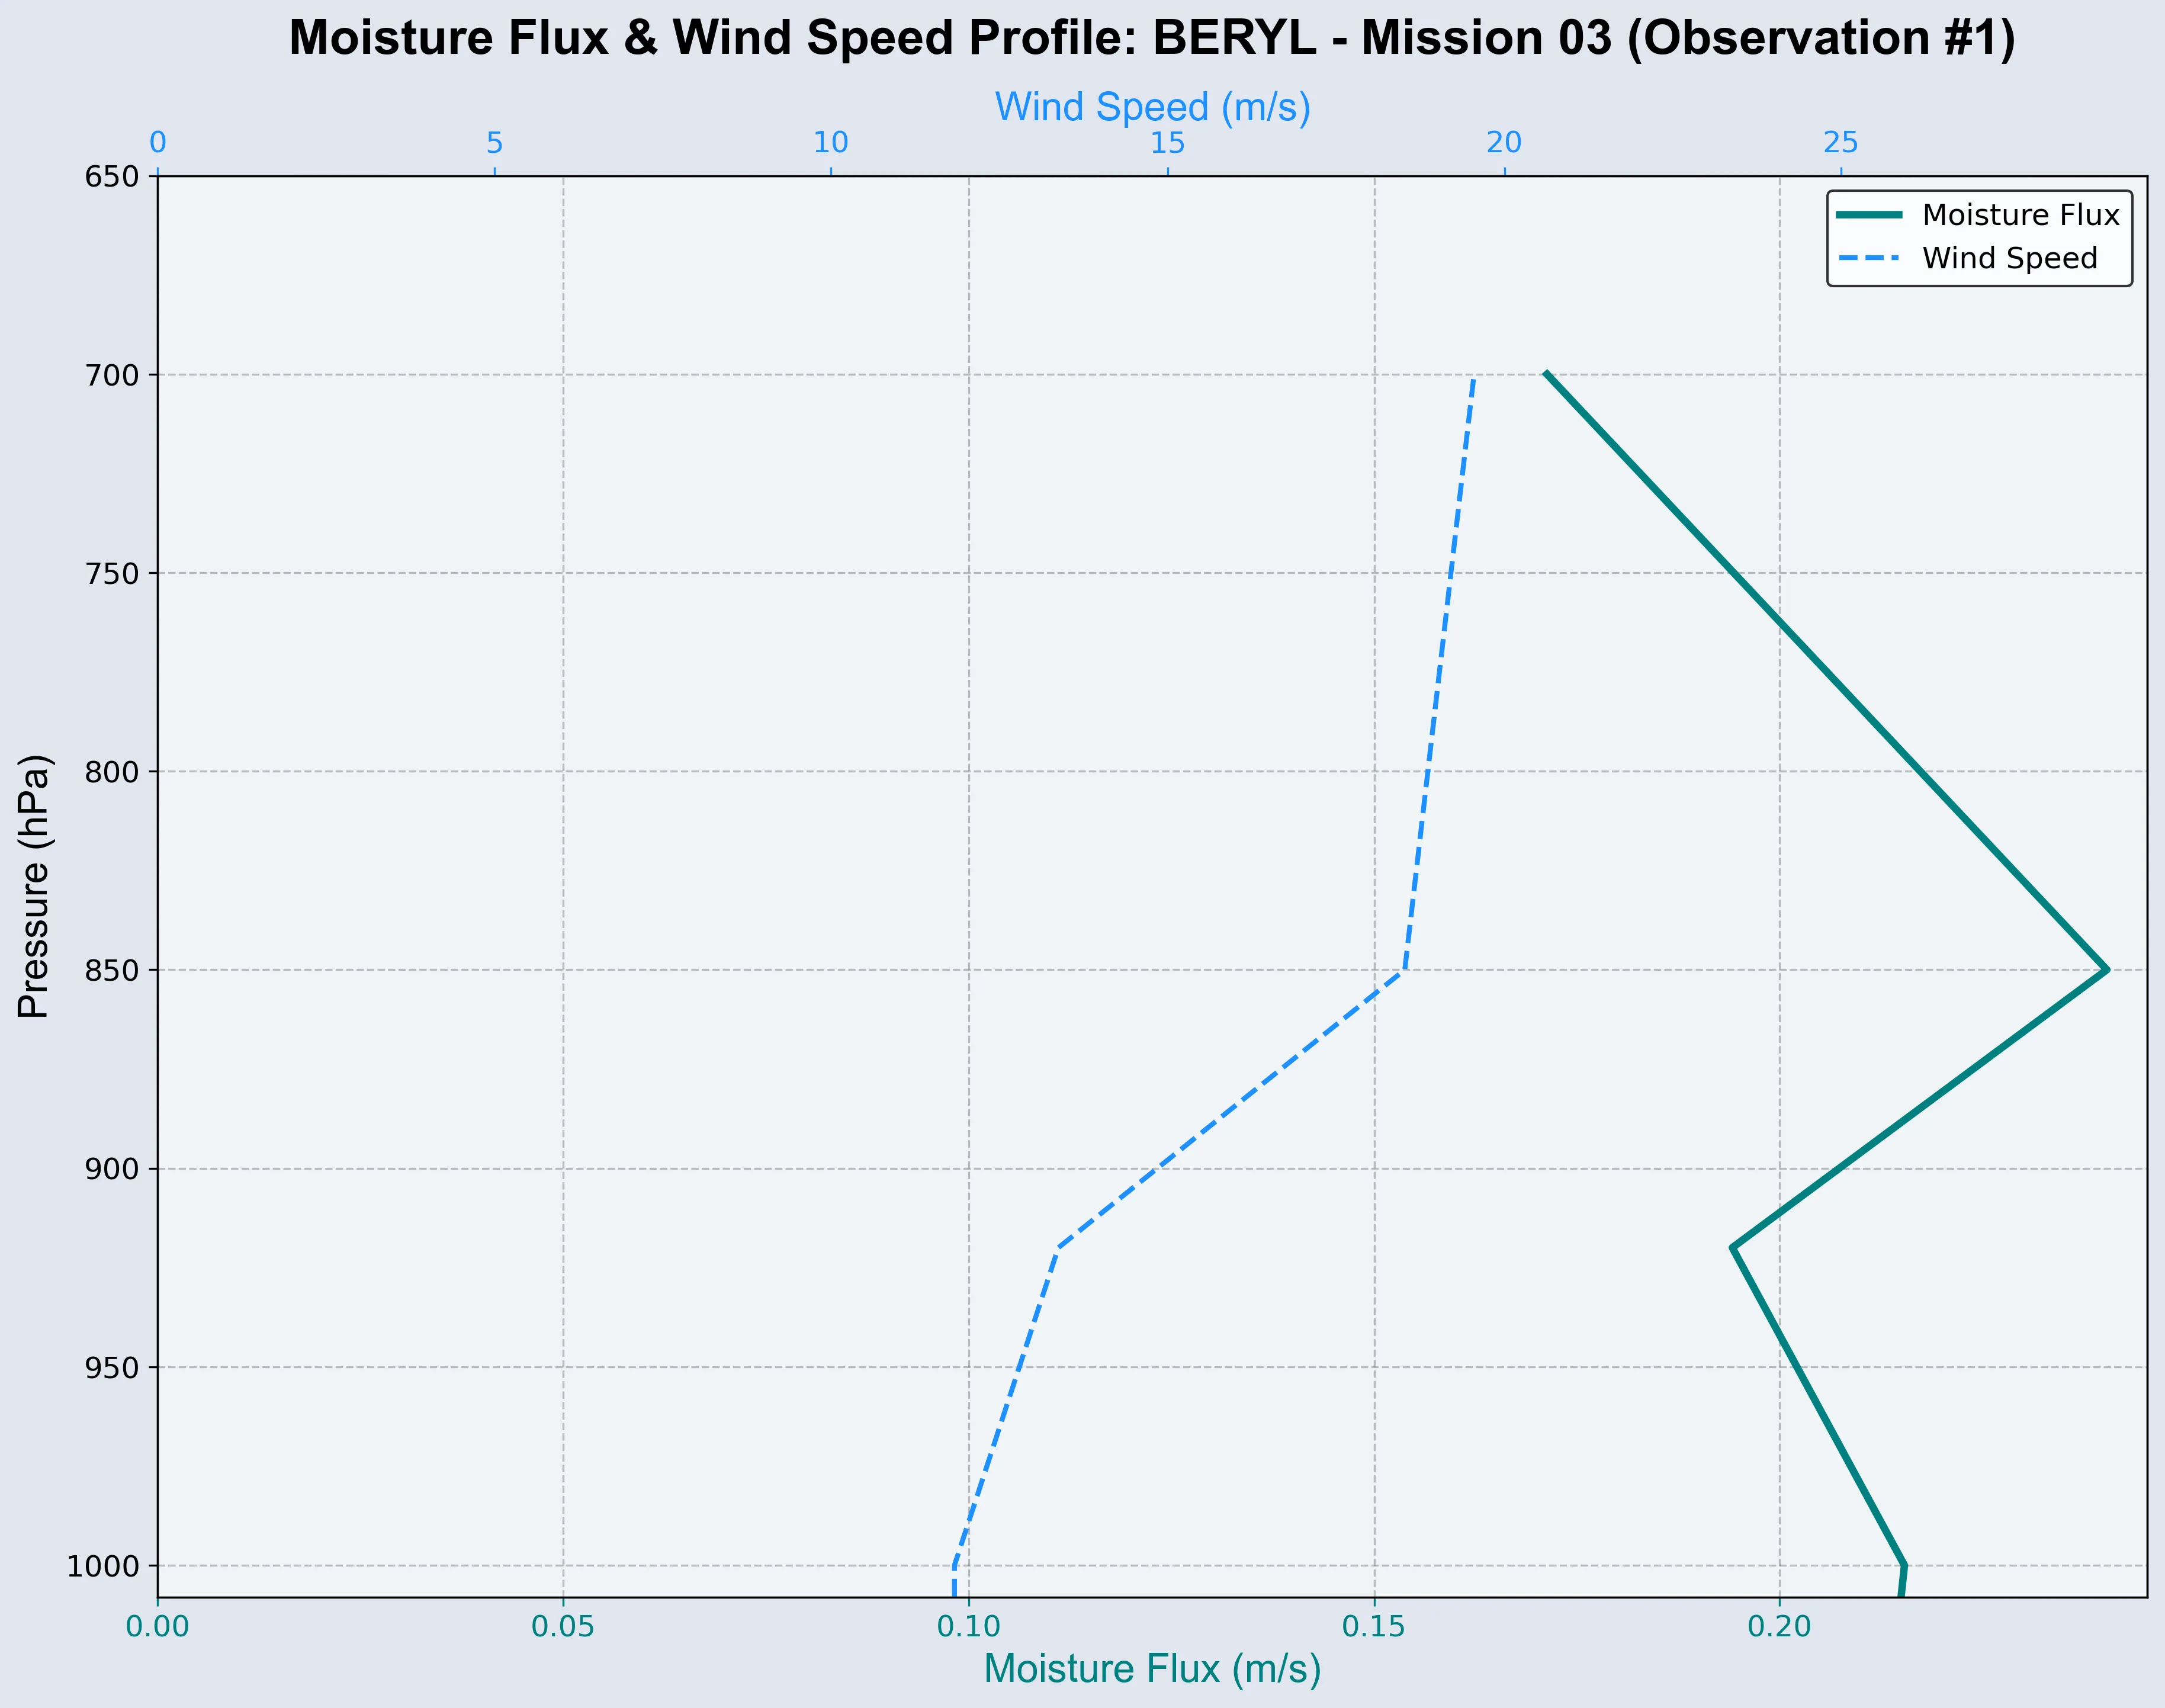 Moisture Flux & Wind Speed Profile: BERYL - Mission 03 (Observation #1)
Wind Speed (m/s)
0 5 10 15 20 25
Moisture Flux
Wind Speed
Pressure (hPa)
650
700
750
800
850
900
950
1000
0.00 0.05 0.10 0.15 0.20
Moisture Flux (m/s)